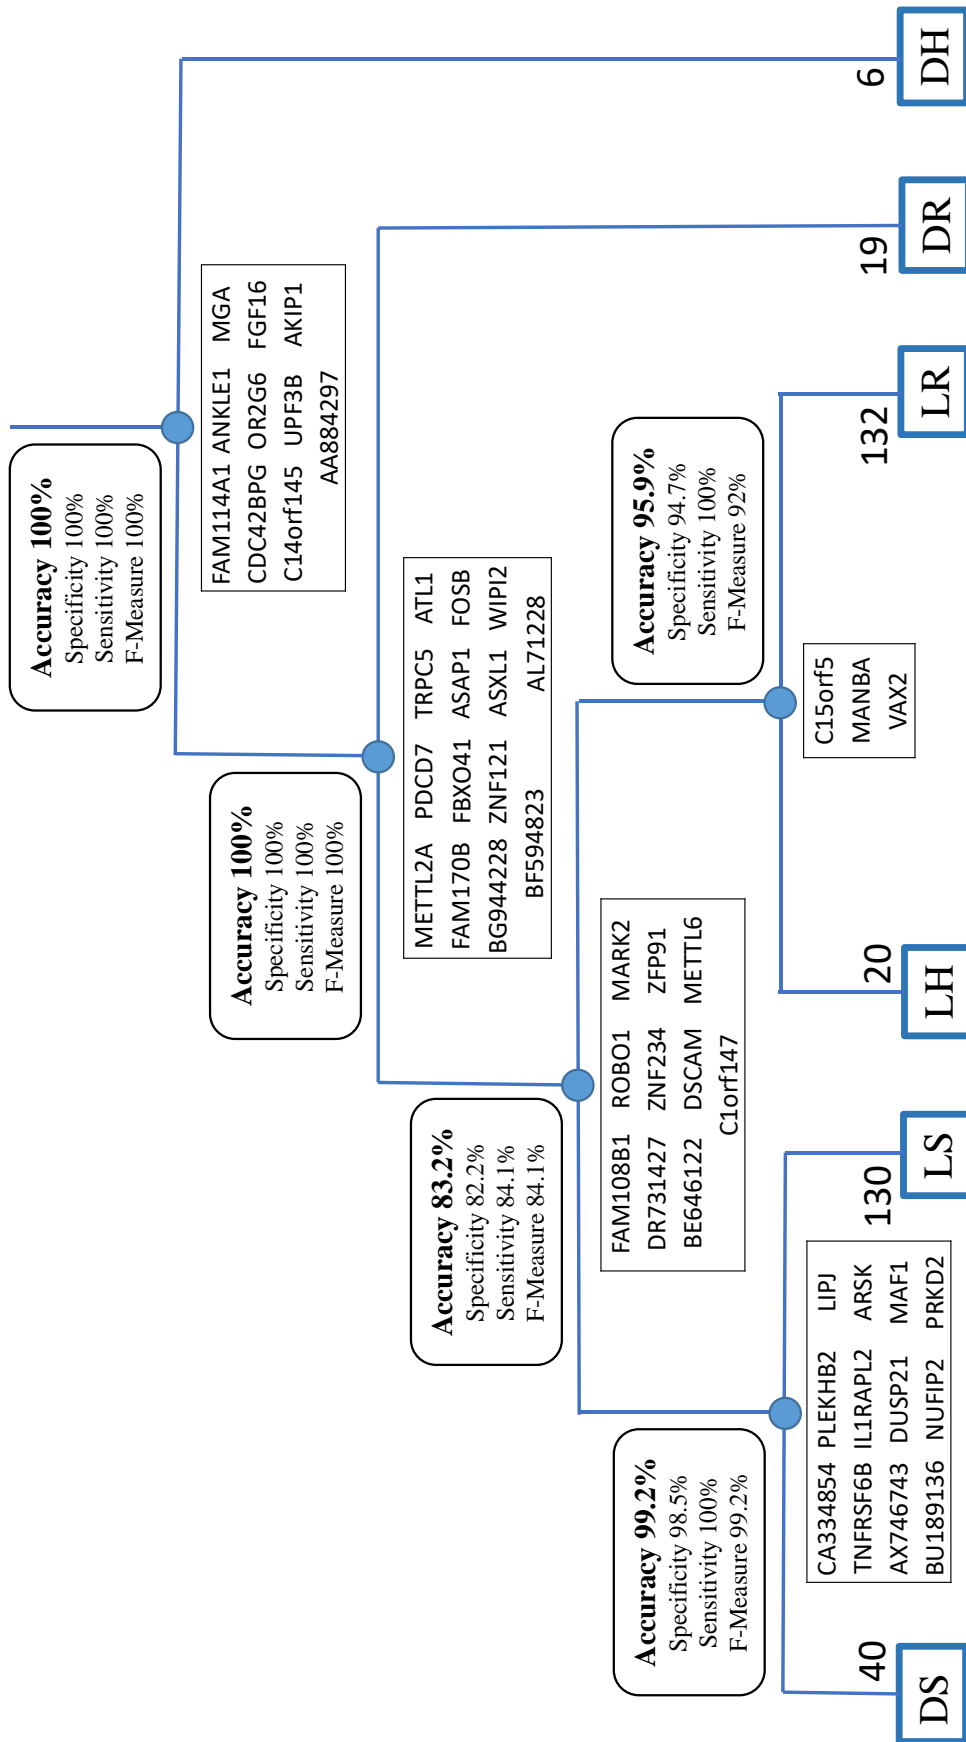 Accuracy 100%
Specificity 100%
Sensitivity 100%
F-Measure 100%
FAM114A1 ANKLE1 MGA
CDC42BPG OR2G6 FGF16
C14orf145 UPF3B AKIP1
AA884297
Accuracy 100%
Specificity 100%
Sensitivity 100%
F-Measure 100%
METTL2A PDCD7 TRPC5 ATL1
FAM170B FBXO41 ASAP1 FOSB
BG944228 ZNF121 ASXL1 WIPI2
BF594823 AL71228
Accuracy 83.2%
Specificity 82.2%
Sensitivity 84.1%
F-Measure 84.1%
FAM108B1 ROBO1 MARK2
DR731427 ZNF234 ZFP91
BE646122 DSCAM METTL6
C1orf147
Accuracy 99.2%
Specificity 98.5%
Sensitivity 100%
F-Measure 99.2%
CA334854 PLEKHB2 LIPJ
TNFRSF6B IL1RAPL2 ARSK
AX746743 DUSP21 MAF1
BU189136 NUFIP2 PRKD2
Accuracy 95.9%
Specificity 94.7%
Sensitivity 100%
F-Measure 92%
C15orf5
MANBA
VAX2
40
DS
130
LS
20
LH
132
LR
19
DR
6
DH